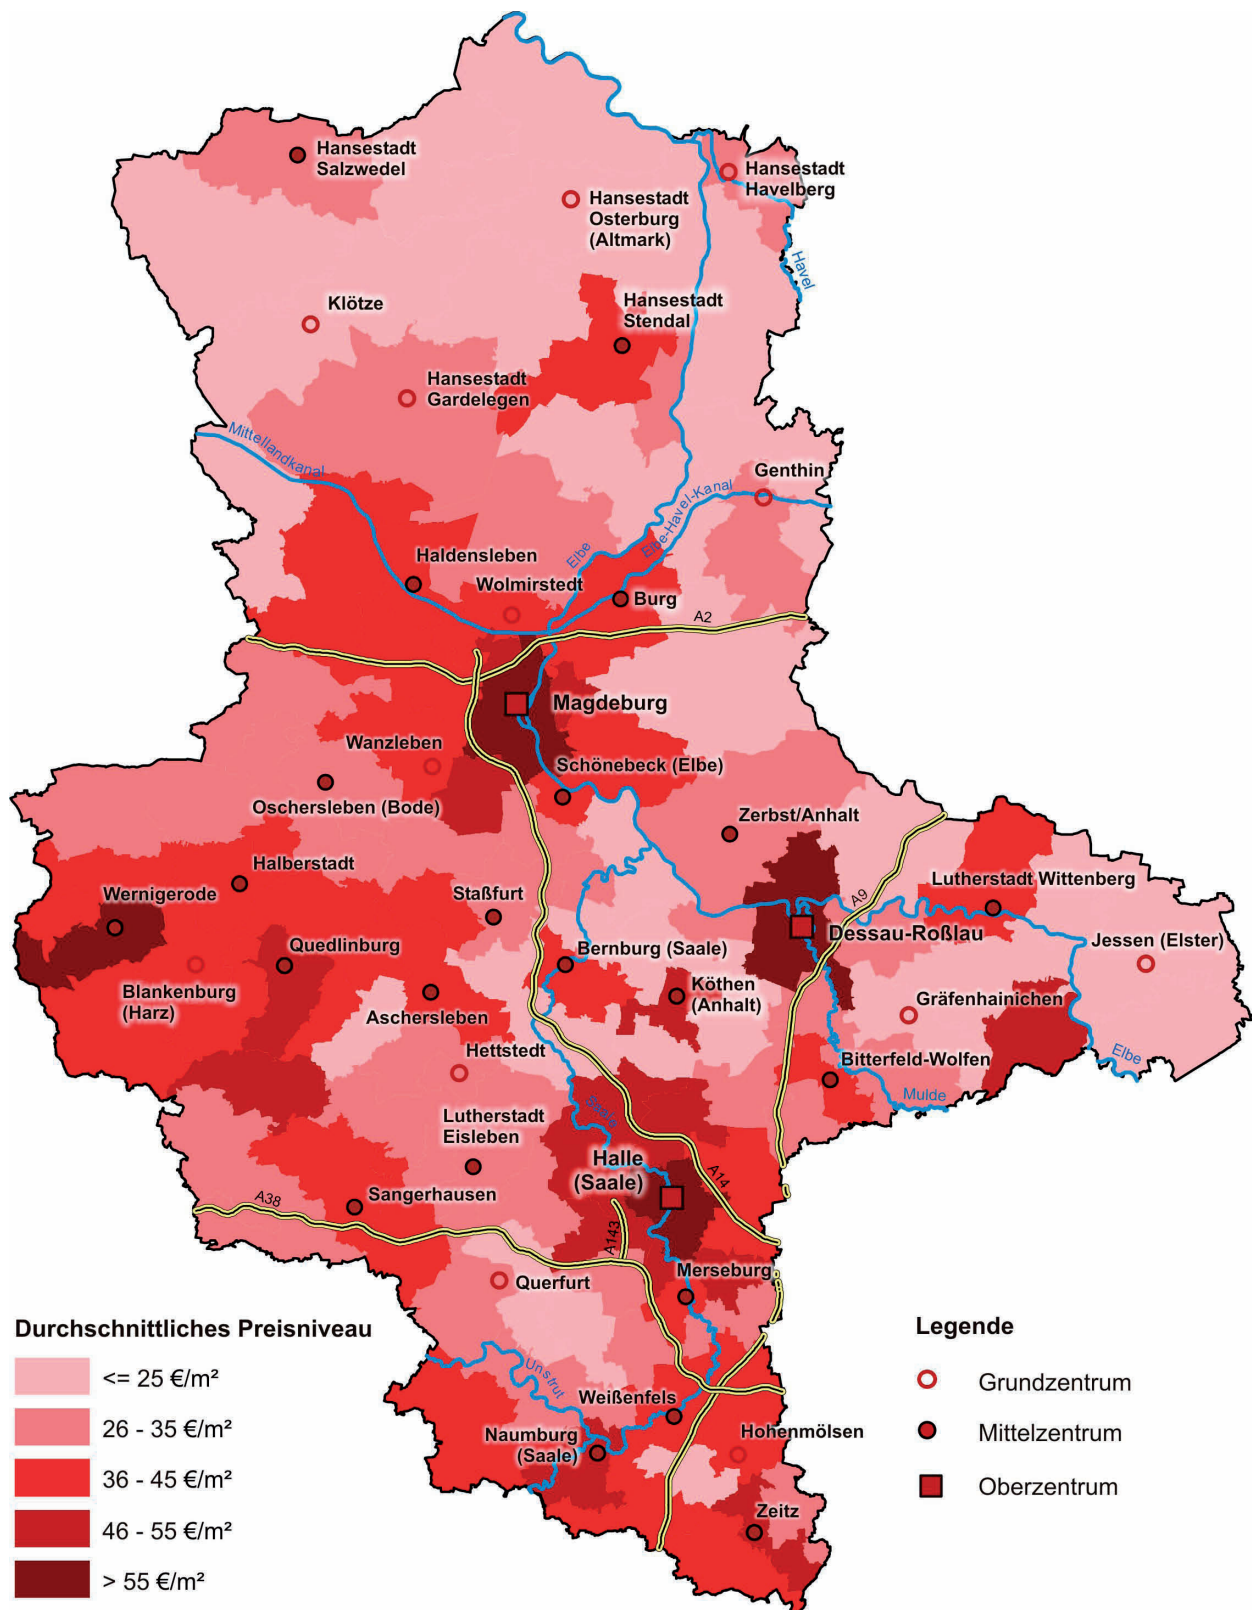 Hansestadt
Salzwedel
Hansestadt
Havelberg
Hansestadt
Osterburg
(Altmark)
Havel
Klötze
Hansestadt
Stendal
Hansestadt
Gardelegen
Mittellandkanal
Genthin
Elbe-Havel-Kanal
Elbe
Haldensleben
Wolmirstedt
Burg
A2
Magdeburg
Wanzleben
Schönebeck (Elbe)
Oschersleben (Bode)
Zerbst/Anhalt
Halberstadt
Wernigerode
Staßfurt
A9
Lutherstadt Wittenberg
Quedlinburg
Bernburg (Saale)
Dessau-Roßlau
Jessen (Elster)
Blankenburg
(Harz)
Aschersleben
Köthen
(Anhalt)
Gräfenhainichen
Hettstedt
Bitterfeld-Wolfen
Elbe
Mulde
Saale
Lutherstadt
Eisleben
Halle
(Saale)
A14
Sangerhausen
A38
A143
Querfurt
Merseburg
Unstrut
Weißenfels
Naumburg
(Saale)
Hohenmölsen
Zeitz
Durchschnittliches Preisniveau
<= 25 €/m²
26 - 35 €/m²
36 - 45 €/m²
46 - 55 €/m²
> 55 €/m²
Legende
Grundzentrum
Mittelzentrum
Oberzentrum